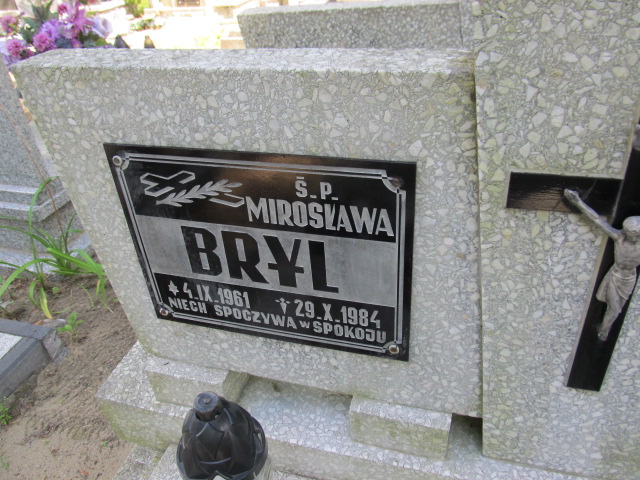 Ś.P.
MIROSŁAWA
BRYL
* 4.IX.1961 † 29.X.1984
NIECH SPOCZYWA W SPOKOJU